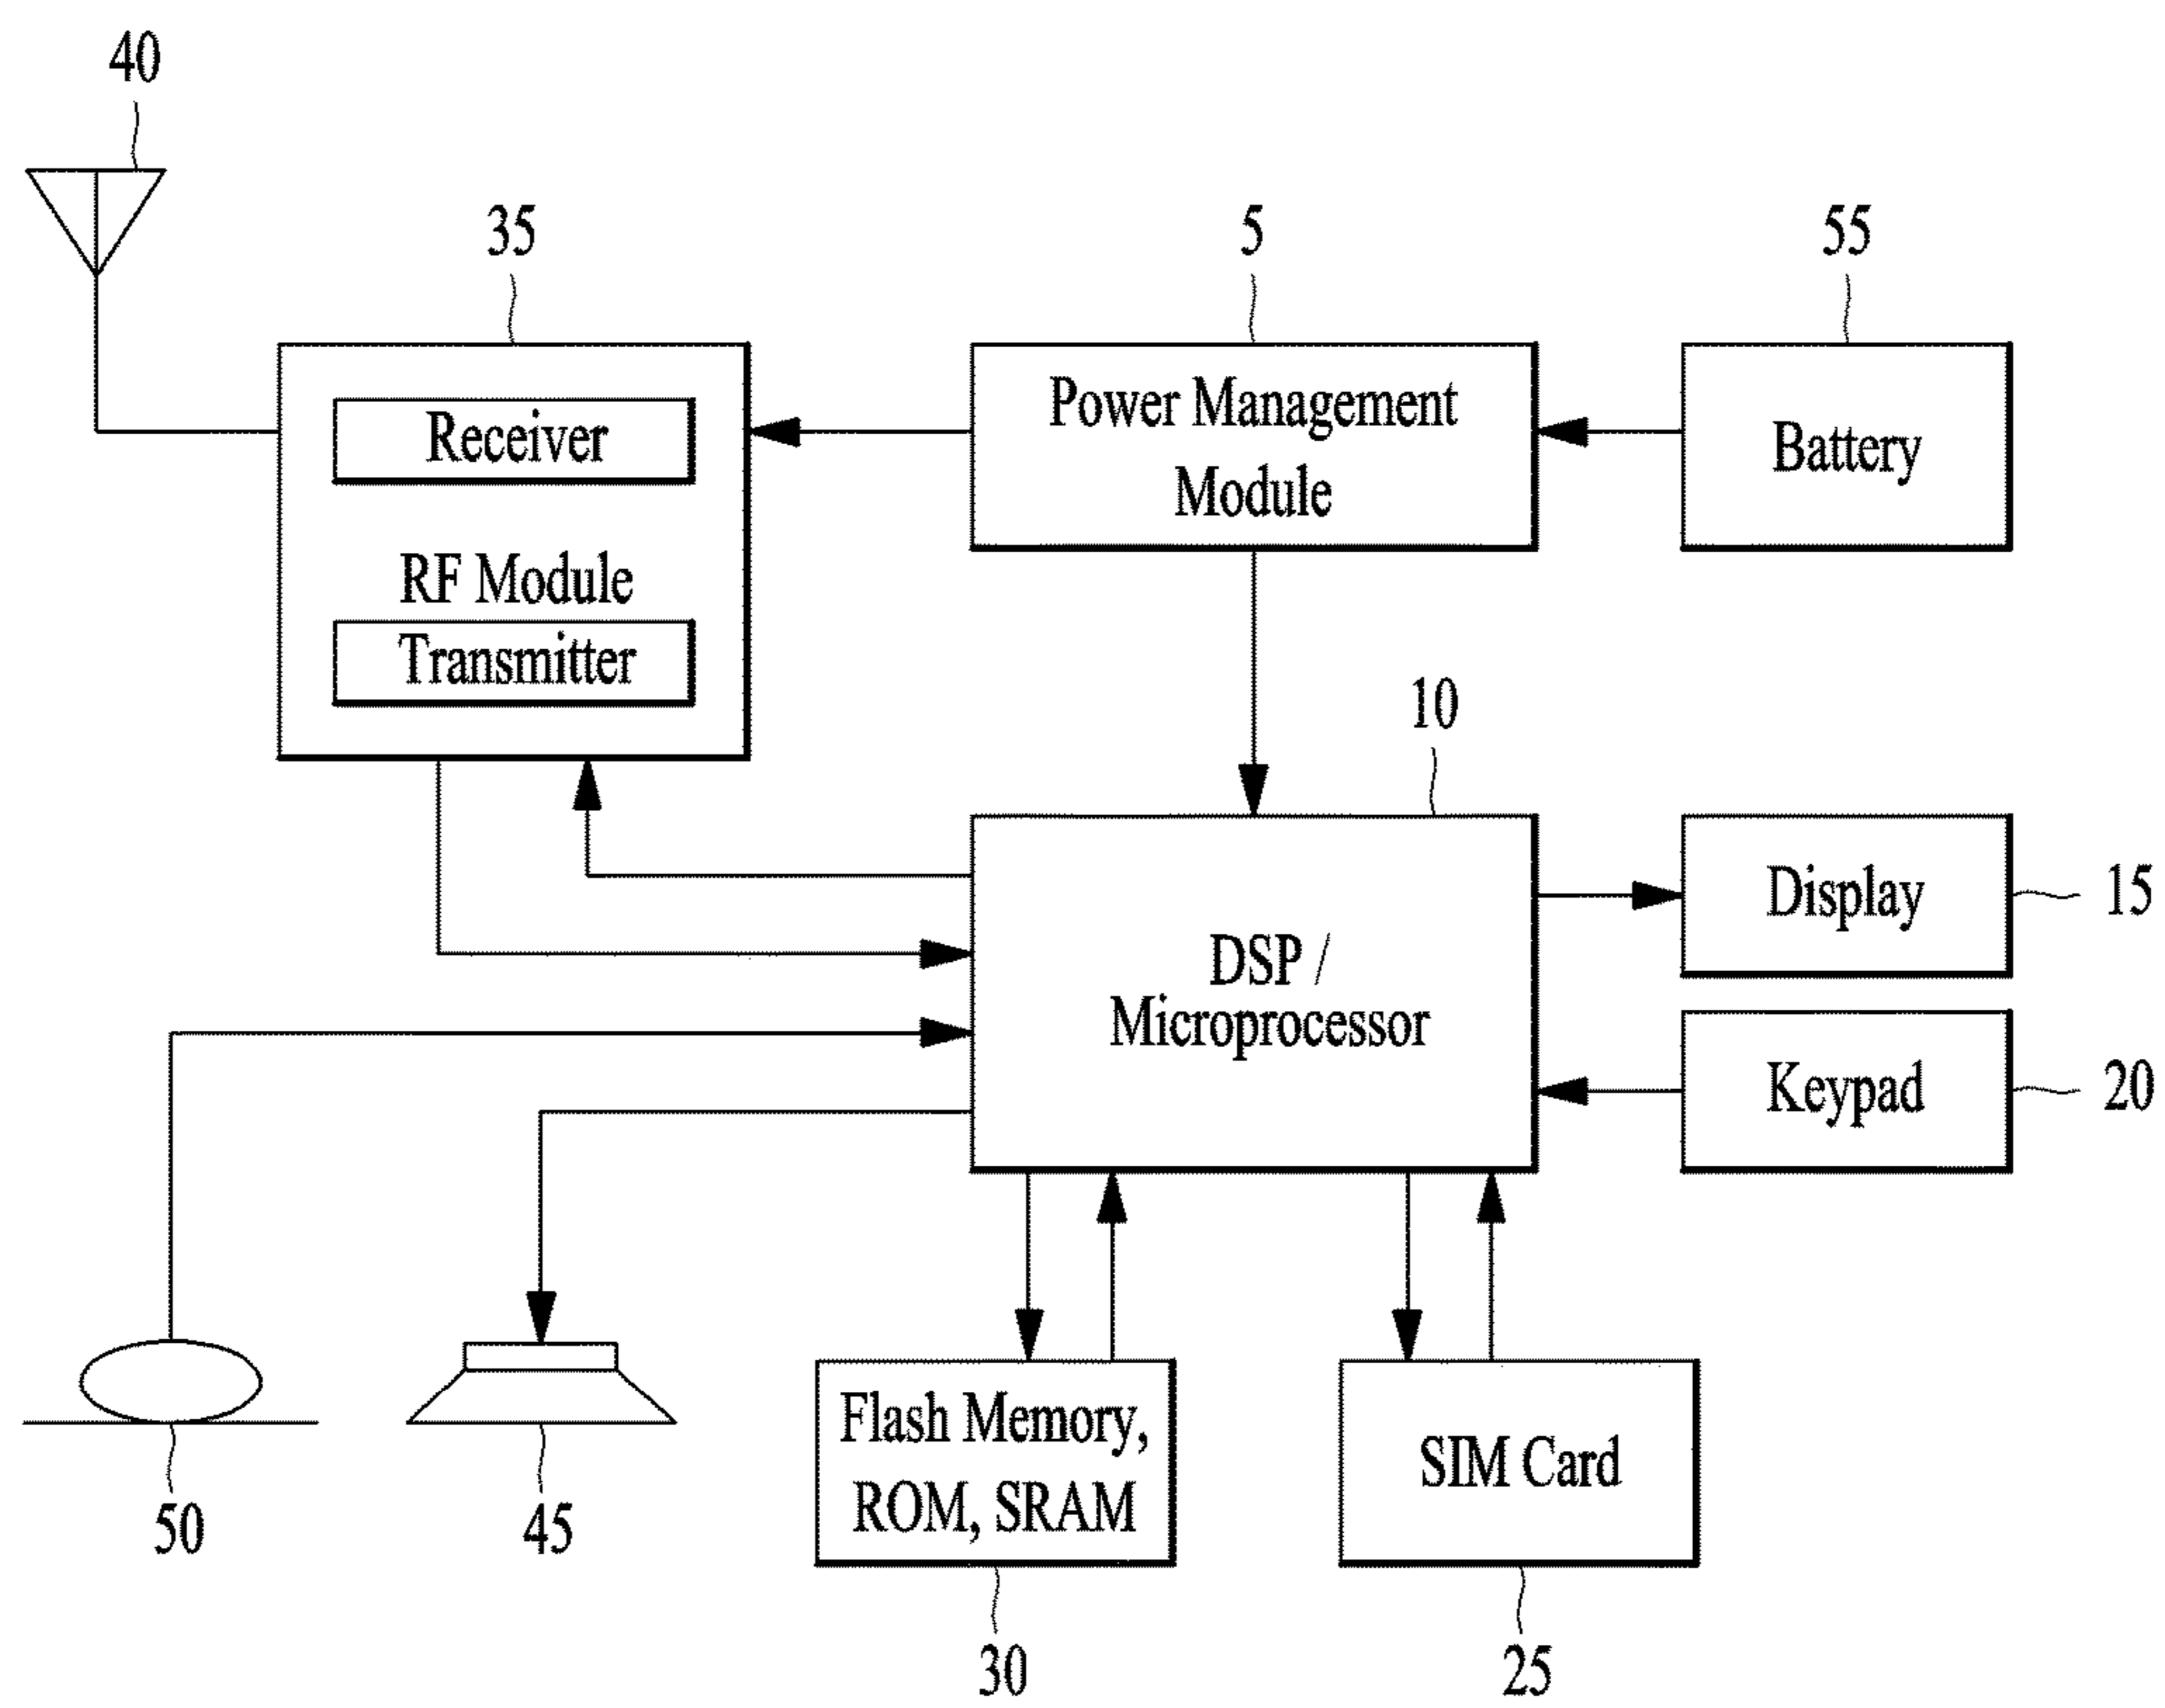 40
35
5
55
Receiver
RF Module
Transmitter
Power Management
Module
Battery
10
DSP /
Microprocessor
Display
15
Keypad
20
50
45
Flash Memory,
ROM, SRAM
SIM Card
30
25